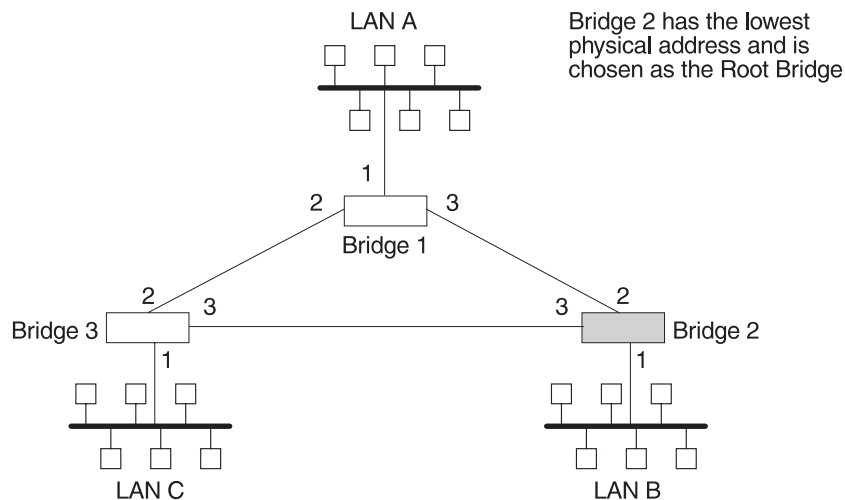 LAN A
Bridge 2 has the lowest
physical address and is
chosen as the Root Bridge
1
2
3
Bridge 1
2
3
3
2
Bridge 3
Bridge 2
1
1
LAN C
LAN B